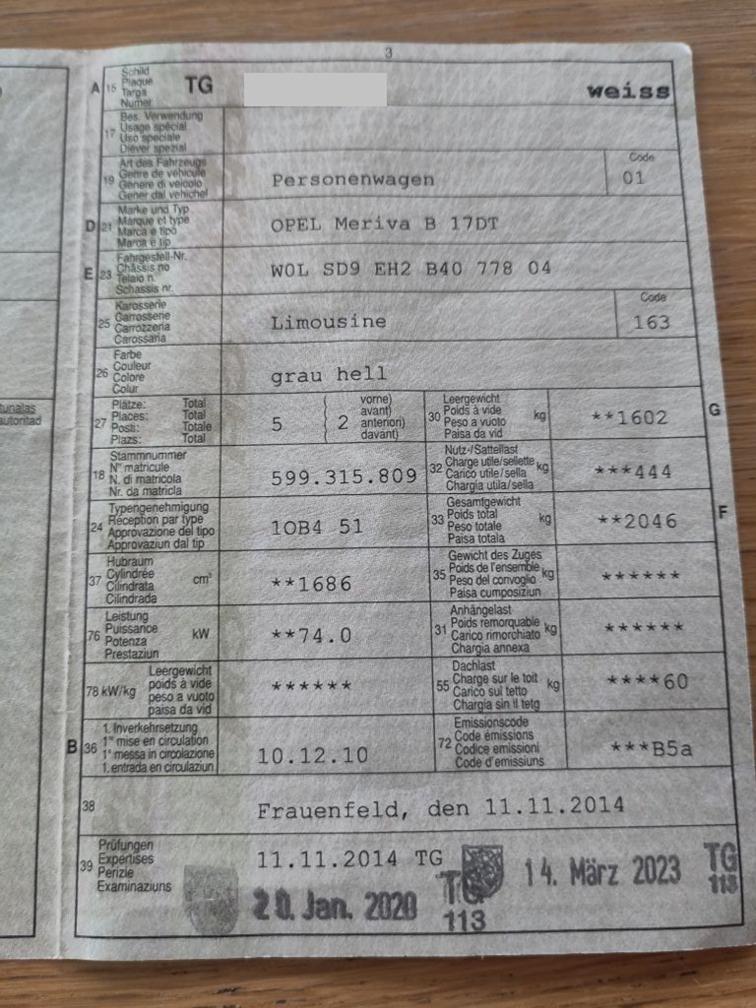 3
A 15 Schild
Plaque
Targa
Numer
TG
weiss
17 Bes. Verwendung
Usage spécial
Uso speciale
Diever spezial
19 Art des Fahrzeugs
Genre de véhicule
Genere di veicolo
Gener dal vehichel
Personenwagen
Code
01
D 21 Marke und Typ
Marque et type
Marca e tipo
Marca e tip
OPEL Meriva B 17DT
E 23 Fahrgestell-Nr.
Châssis no
Telaio n.
Schassis nr.
WOL SD9 EH2 B40 778 04
25 Karosserie
Carrosserie
Carrozzeria
Carossaria
Limousine
Code
163
26 Farbe
Couleur
Colore
Colur
grau hell
27 Plätze: Total
Places: Total
Posti: Totale
Plazs: Total
5
2
vorne)
avant)
anteriori)
davant)
30 Leergewicht
Poids à vide
Peso a vuoto
Paisa da vid
kg
**1602
G
18 Stammnummer
N° matricule
N. di matricola
Nr. da matricla
599.315.809
32 Nutz-/Sattellast
Charge utile/sellette
Carico utile/sella
Chargia utila/sella
kg
***444
24 Typengenehmigung
Réception par type
Approvazione del tipo
Approvaziun dal tip
1OB4 51
33 Gesamtgewicht
Poids total
Peso totale
Paisa totala
kg
**2046
F
37 Hubraum
Cylindrée
Cilindrata
Cilindrada
cm³
**1686
35 Gewicht des Zuges
Poids de l'ensemble
Peso del convoglio
Paisa cumposiziun
kg
******
76 Leistung
Puissance
Potenza
Prestaziun
kW
**74.0
31 Anhängelast
Poids remorquable
Carico rimorchiato
Chargia annexa
kg
******
78 kW/kg
Leergewicht
poids à vide
peso a vuoto
paisa da vid
******
55 Dachlast
Charge sur le toit
Carico sul tetto
Chargia sin il tetg
kg
****60
B 36 1. Inverkehrsetzung
1re mise en circulation
1a messa in circolazione
1. entrada en circulaziun
10.12.10
72 Emissionscode
Code émissions
Codice emissioni
Code d'emissiuns
***B5a
38
Frauenfeld, den 11.11.2014
39 Prüfungen
Expertises
Perizie
Examinaziuns
11.11.2014 TG
20. Jan. 2020
TG
113
14. März 2023
TG
113